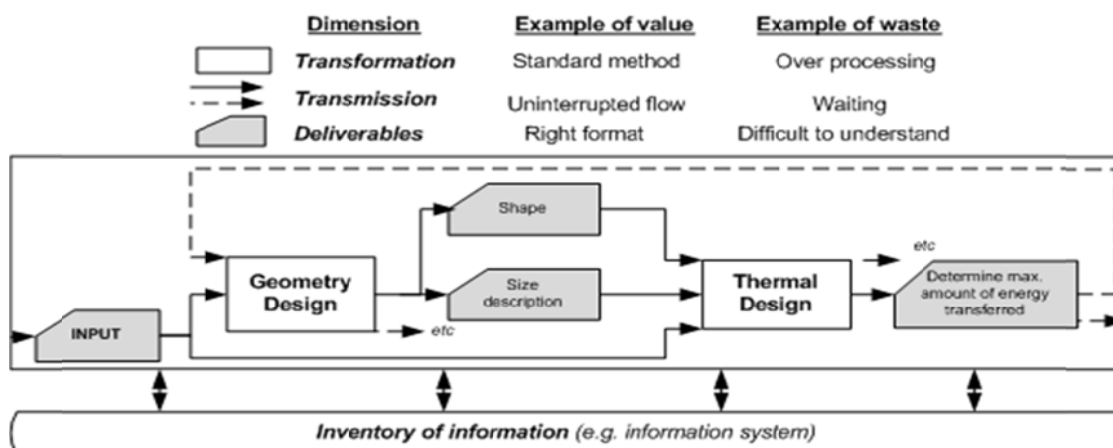 Dimension Example of value Example of waste
Transformation Standard method Over processing
Transmission Uninterrupted flow Waiting
Deliverables Right format Difficult to understand
Shape
etc
Geometry
Design
Size
description
Thermal
Design
Determine max.
amount of energy
transferred
INPUT
etc
Inventory of information (e.g. information system)